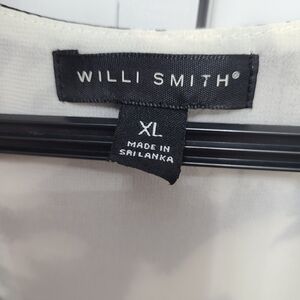 WILLI SMITH®
XL
MADE IN
SRI LANKA